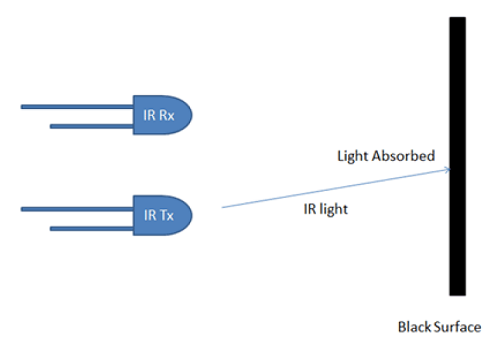 IR Rx
Light Absorbed
IR Tx
IR light
Black Surface